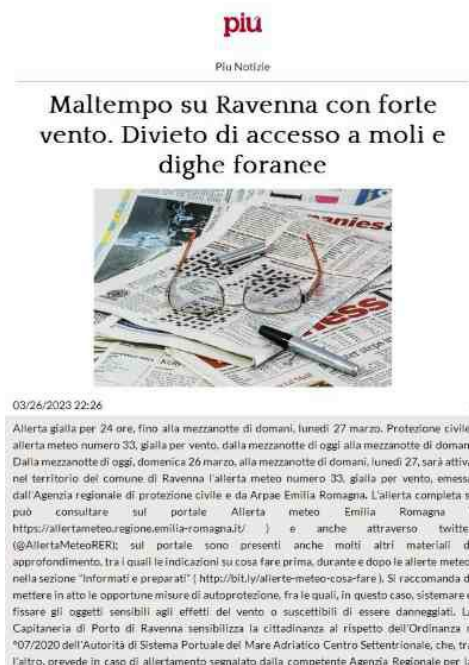 più
Piu Notizie
Maltempo su Ravenna con forte
vento. Divieto di accesso a moli e
dighe foranee
maniest
03/26/2023 22:26
Allerta gialla per 24 ore, fino alla mezzanotte di domani, lunedì 27 marzo. Protezione civile
allerta meteo numero 33, gialla per vento, dalla mezzanotte di oggi alla mezzanotte di doman
Dalla mezzanotte di oggi, domenica 26 marzo, alla mezzanotte di domani, lunedì 27, sarà attiva
nel territorio del comune di Ravenna l'allerta meteo numero 33, gialla per vento, emessa
dall'Agenzia regionale di protezione civile e da Arpae Emilia Romagna. L'allerta completa s
può consultare sul portale Allerta meteo Emilia Romagna
https://allertameteo.regione.emilia-romagna.it/ ) e anche attraverso twitte
(@AllertaMeteoRER); sul portale sono presenti anche molti altri materiali d
approfondimento, tra i quali le indicazioni su cosa fare prima, durante e dopo le allerte meteo
nella sezione "Informati e preparati" ( http://bit.ly/allerte-meteo-cosa-fare ). Si raccomanda d
mettere in atto le opportune misure di autoprotezione, fra le quali, in questo caso, sistemare e
fissare gli oggetti sensibili agli effetti del vento o suscettibili di essere danneggiati. La
Capitaneria di Porto di Ravenna sensibilizza la cittadinanza al rispetto dell'Ordinanza n
°07/2020 dell'Autorità di Sistema Portuale del Mare Adriatico Centro Settentrionale, che, tra
l'altro, prevede in caso di allertamento segnalato dalla competente Agenzia Regionale per